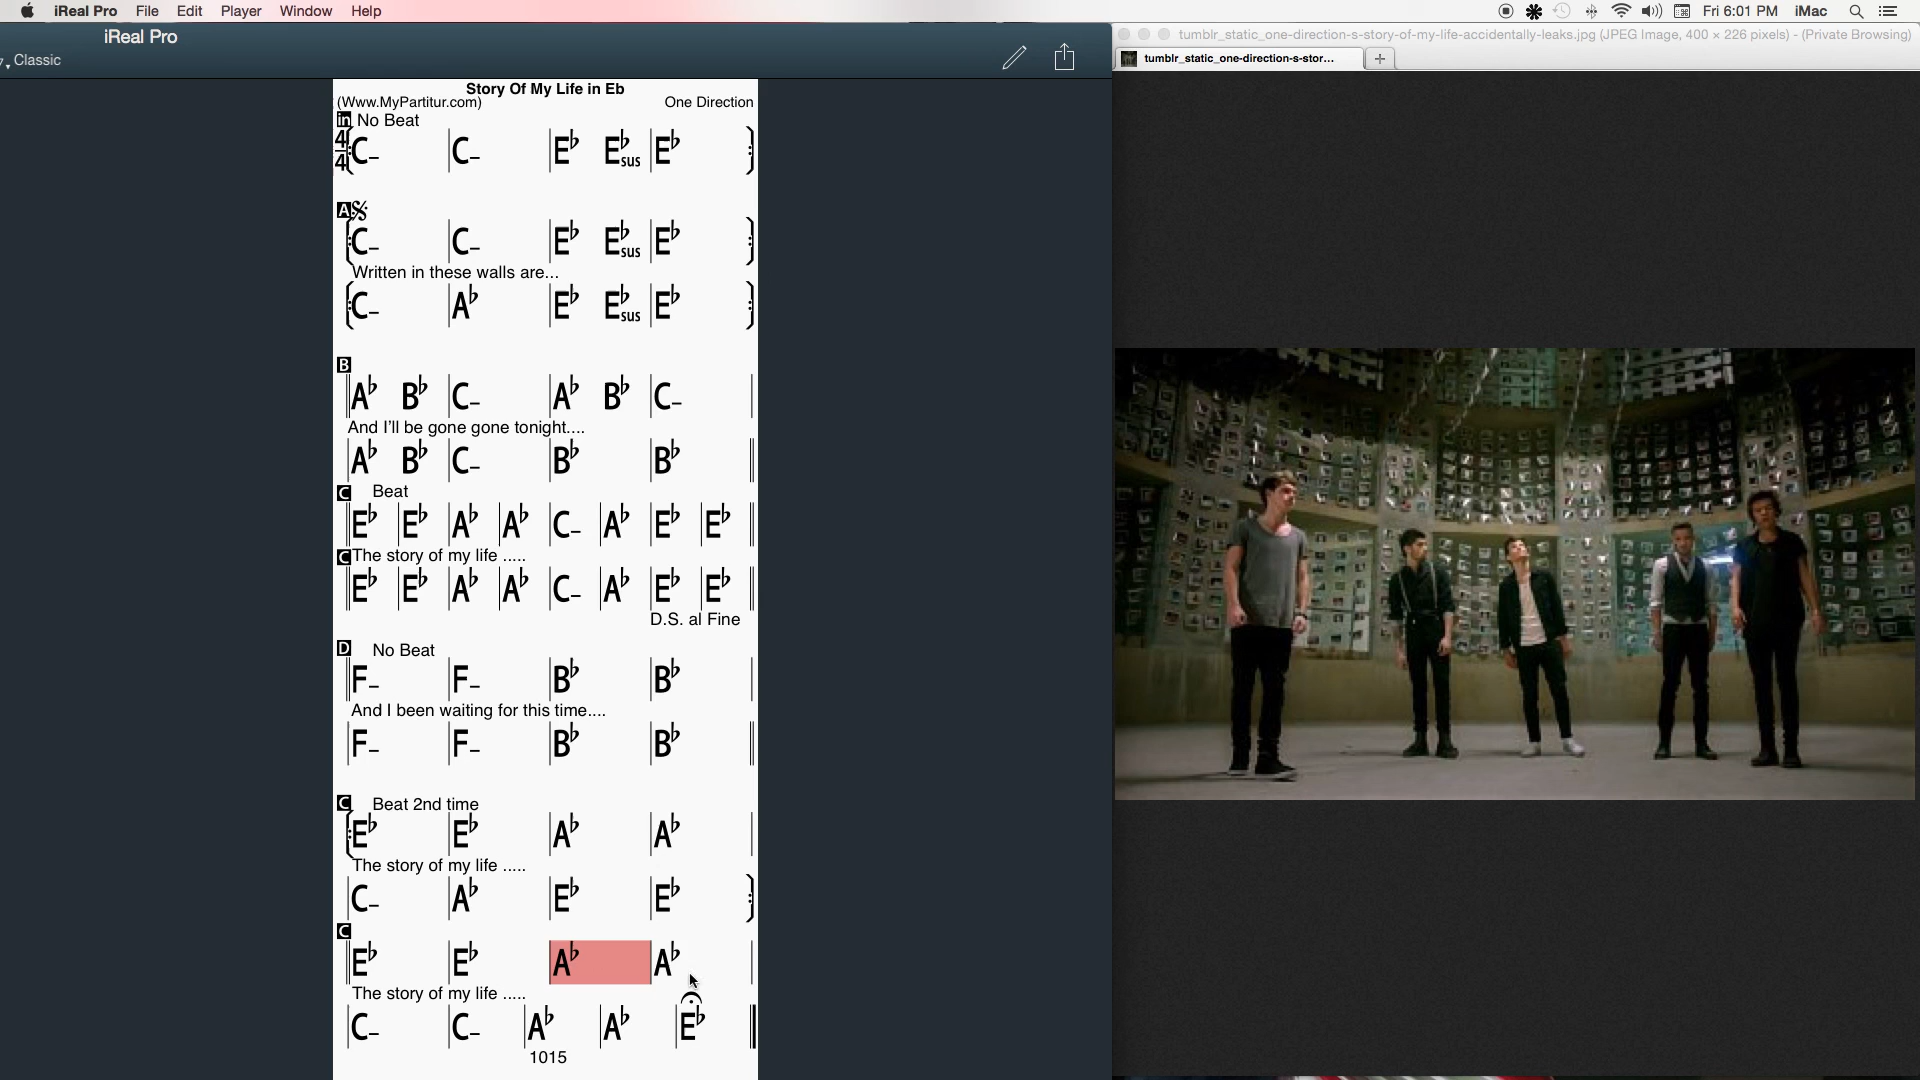 iReal Pro File Edit Player Window Help
Fri 6:01 PM iMac
iReal Pro
Classic
tumblr_static_one-direction-s-story-of-my-life-accidentally-leaks.jpg (JPEG Image, 400 × 226 pixels) - (Private Browsing)
tumblr_static_one-direction-s-stor...
Story Of My Life in Eb
(Www.MyPartitur.com) One Direction
in No Beat
4/4 C– C– E♭ E♭sus E♭
A
C– C– E♭ E♭sus E♭
Written in these walls are...
C– A♭ E♭ E♭sus E♭
B
A♭ B♭ C– A♭ B♭ C–
And I'll be gone gone tonight....
A♭ B♭ C– B♭ B♭
C Beat
E♭ E♭ A♭ A♭ C– A♭ E♭ E♭
C The story of my life .....
E♭ E♭ A♭ A♭ C– A♭ E♭ E♭
D.S. al Fine
D No Beat
F– F– B♭ B♭
And I been waiting for this time....
F– F– B♭ B♭
C Beat 2nd time
E♭ E♭ A♭ A♭
The story of my life .....
C– A♭ E♭ E♭
C
E♭ E♭ A♭ A♭
The story of my life .....
C– C– A♭ A♭ E♭
1015